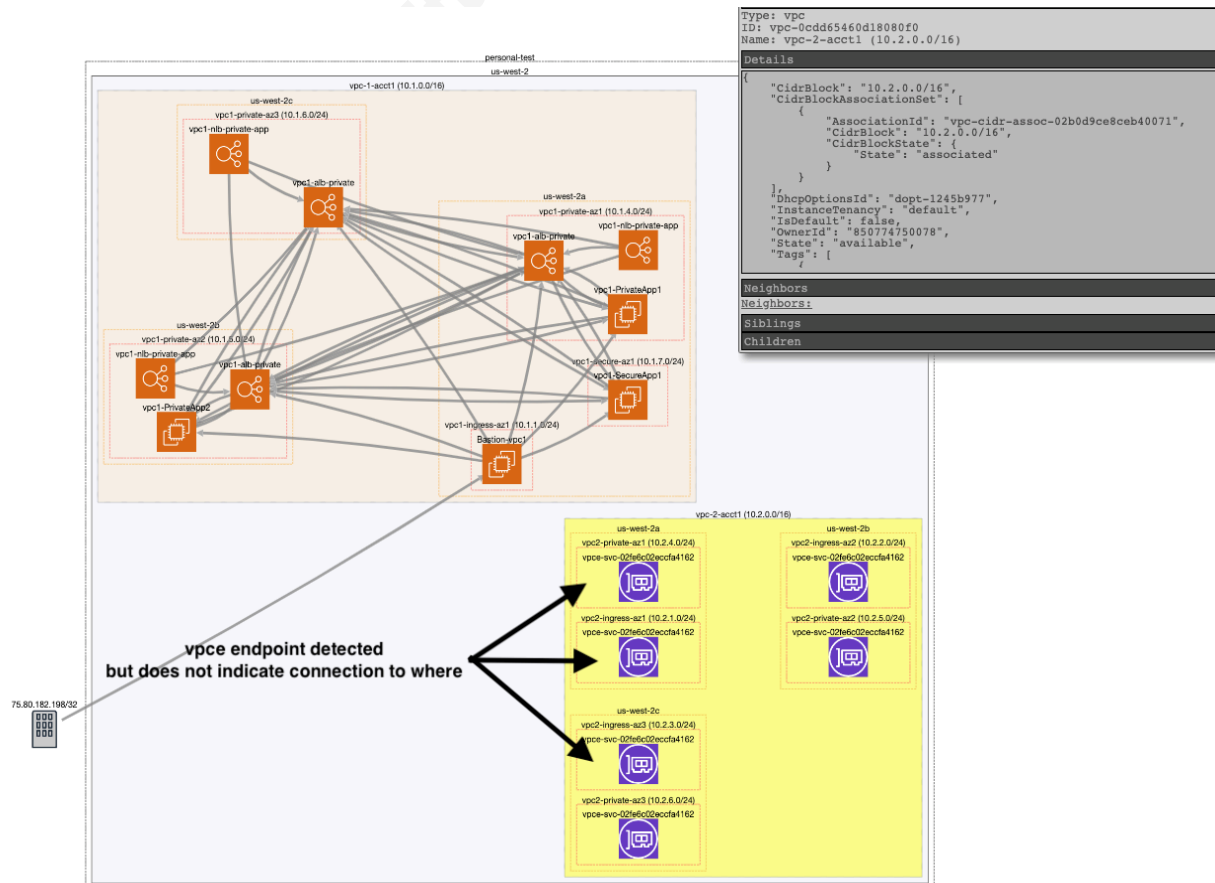 Type: vpc
ID: vpc-0cdd65460d18080f0
Name: vpc-2-acct1 (10.2.0.0/16)
Details
{
"CidrBlock": "10.2.0.0/16",
"CidrBlockAssociationSet": [
{
"AssociationId": "vpc-cidr-assoc-02b0d9ce8ceb40071",
"CidrBlock": "10.2.0.0/16",
"CidrBlockState": {
"State": "associated"
}
}
],
"DhcpOptionsId": "dopt-1245b977",
"InstanceTenancy": "default",
"IsDefault": false,
"OwnerId": "850774750078",
"State": "available",
"Tags": [
{
Neighbors
Neighbors:
Siblings
Children
personal-test
us-west-2
vpc-1-acct1 (10.1.0.0/16)
us-west-2c
vpc1-private-az3 (10.1.6.0/24)
vpc1-nlb-private-app
vpc1-alb-private
us-west-2a
vpc1-private-az1 (10.1.4.0/24)
vpc1-nlb-private-app
vpc1-alb-private
vpc1-PrivateApp1
us-west-2b
vpc1-private-az2 (10.1.5.0/24)
vpc1-nlb-private-app
vpc1-alb-private
vpc1-PrivateApp2
vpc1-secure-az1 (10.1.7.0/24)
vpc1-SecureApp1
vpc1-ingress-az1 (10.1.1.0/24)
Bastion-vpc1
vpc-2-acct1 (10.2.0.0/16)
us-west-2a
vpc2-private-az1 (10.2.4.0/24)
vpce-svc-02fe6c02eccfa4162
vpc2-ingress-az1 (10.2.1.0/24)
vpce-svc-02fe6c02eccfa4162
us-west-2b
vpc2-ingress-az2 (10.2.2.0/24)
vpce-svc-02fe6c02eccfa4162
vpc2-private-az2 (10.2.5.0/24)
vpce-svc-02fe6c02eccfa4162
vpce endpoint detected
but does not indicate connection to where
75.80.182.198/32
us-west-2c
vpc2-ingress-az3 (10.2.3.0/24)
vpce-svc-02fe6c02eccfa4162
vpc2-private-az3 (10.2.6.0/24)
vpce-svc-02fe6c02eccfa4162